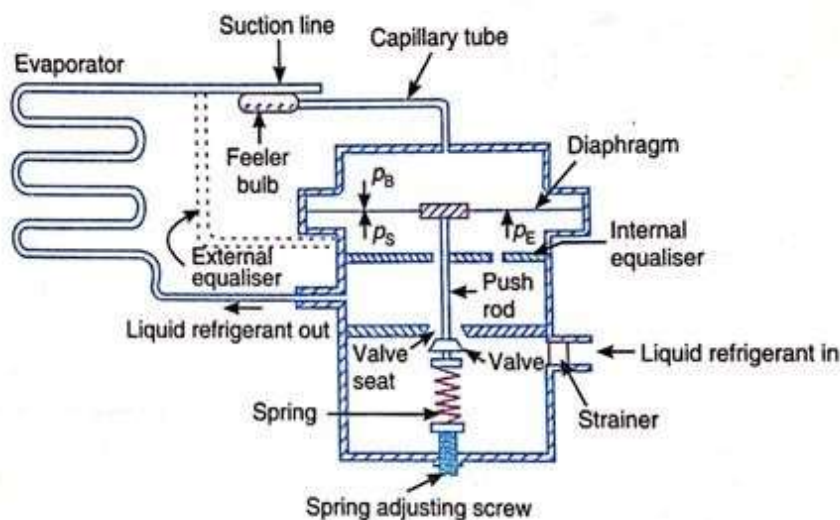 Suction line
Capillary tube
Evaporator
Feeler
bulb
Diaphragm
pB
pS
pE
External
equaliser
Internal
equaliser
Push
rod
Liquid refrigerant out
Valve
seat
Valve
Liquid refrigerant in
Spring
Strainer
Spring adjusting screw